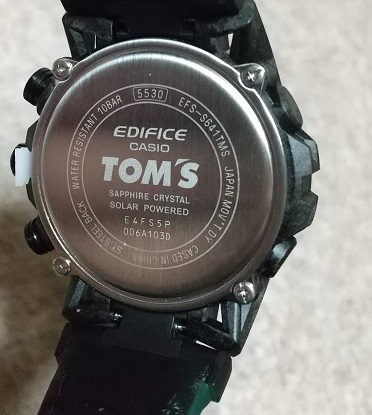 WATER RESISTANT 10BAR 5530 EFS-S641TMS JAPAN MOV'T DY CASED IN CHINA ST. STEEL BACK
EDIFICE
CASIO
TOM'S
SAPPHIRE CRYSTAL
SOLAR POWERED
E4FS5P
006A103D